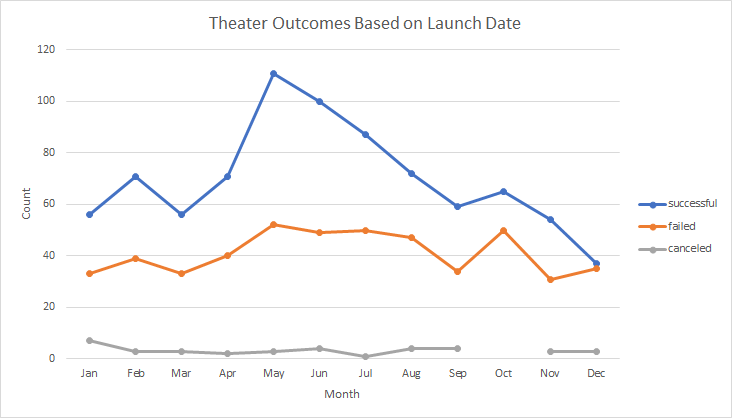 Theater Outcomes Based on Launch Date
120
100
80
60
40
20
0
Count
Jan Feb Mar Apr May Jun Jul Aug Sep Oct Nov Dec
Month
successful
failed
canceled